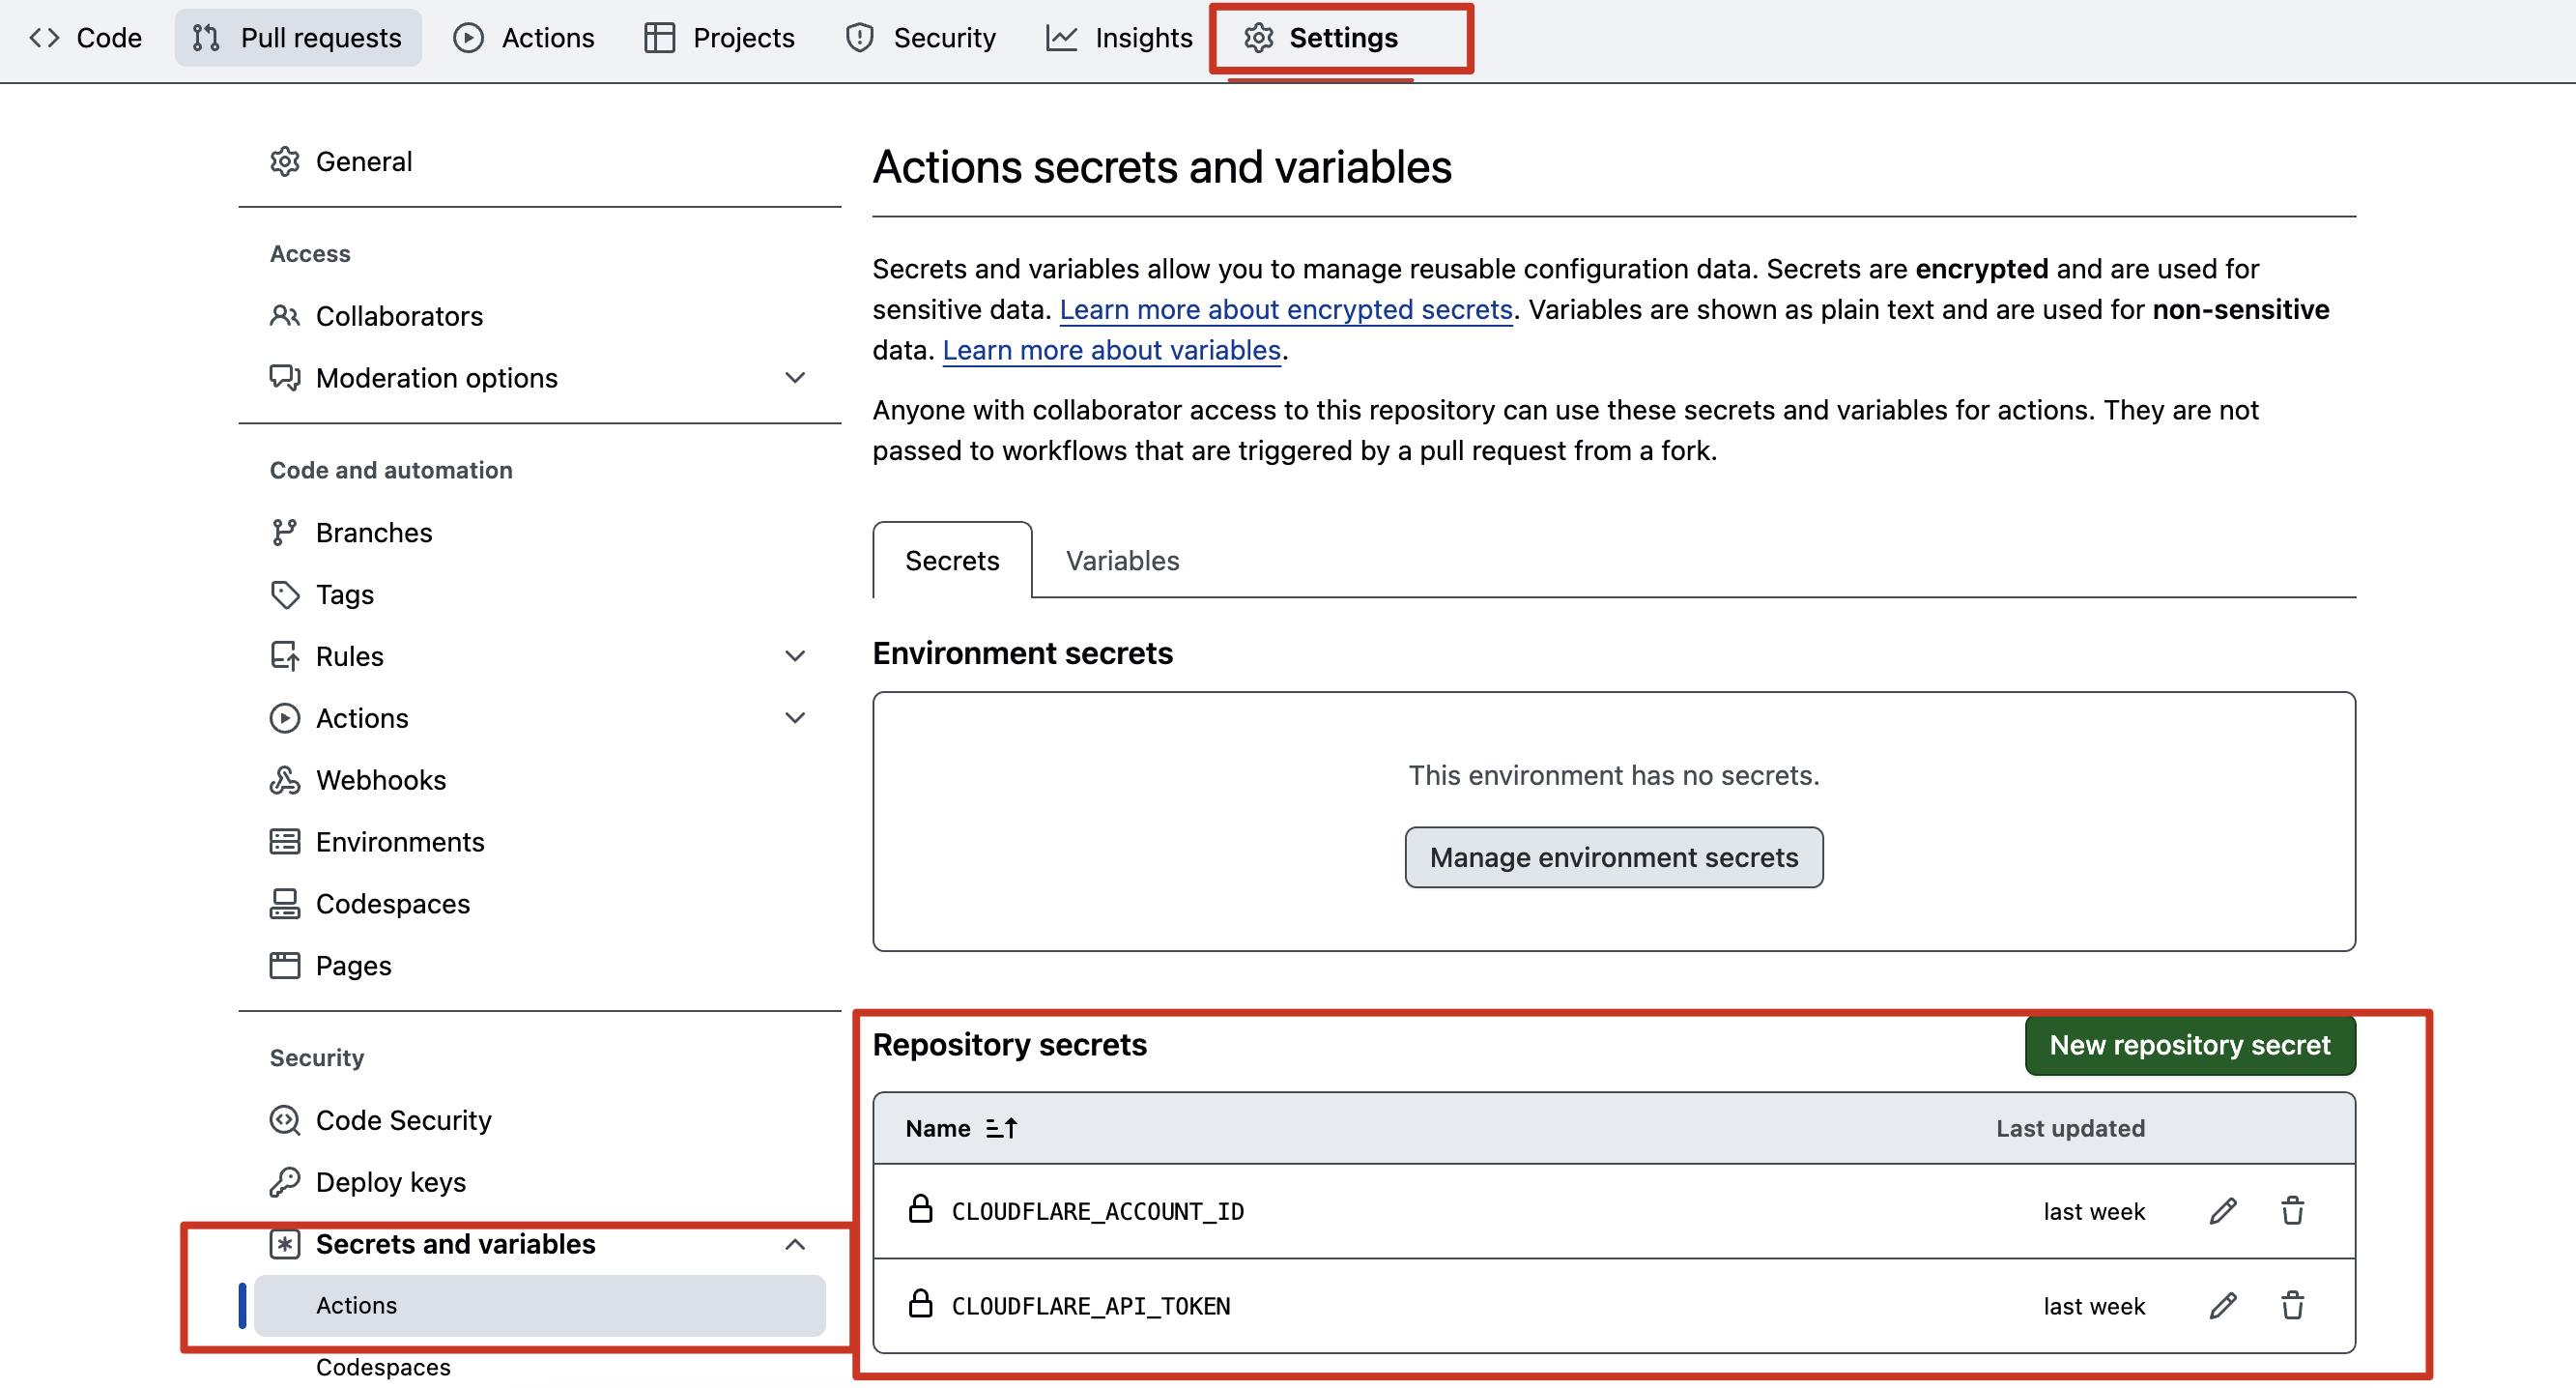 Code
Pull requests
Actions
Projects
Security
Insights
Settings
General
Access
Collaborators
Moderation options
Code and automation
Branches
Tags
Rules
Actions
Webhooks
Environments
Codespaces
Pages
Security
Code Security
Deploy keys
Secrets and variables
Actions
Codespaces
Actions secrets and variables
Secrets and variables allow you to manage reusable configuration data. Secrets are encrypted and are used for
sensitive data. Learn more about encrypted secrets. Variables are shown as plain text and are used for non-sensitive
data. Learn more about variables.
Anyone with collaborator access to this repository can use these secrets and variables for actions. They are not
passed to workflows that are triggered by a pull request from a fork.
Secrets
Variables
Environment secrets
This environment has no secrets.
Manage environment secrets
Repository secrets
New repository secret
Name
Last updated
CLOUDFLARE_ACCOUNT_ID
last week
CLOUDFLARE_API_TOKEN
last week